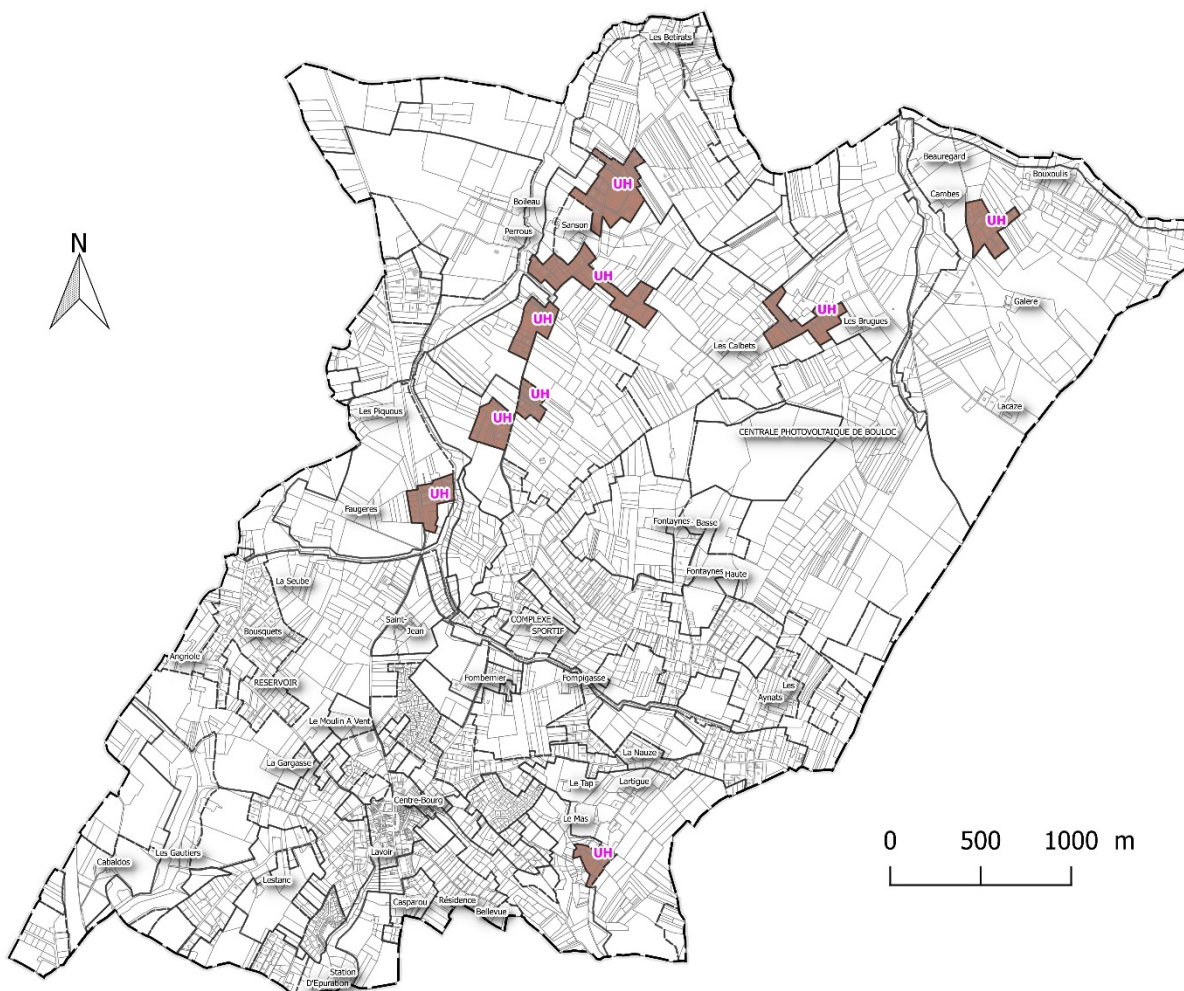 Les Bétirats
UH
Beauregard
Bouxoulis
Cambes
UH
Boileau
Perrous
Sanson
N
UH
Galere
UH
UH
Les Brugues
Les Calbets
UH
Lacaze
Les Piquous
UH
CENTRALE PHOTOVOLTAIQUE DE BOULOC
UH
Faugeres
Fontaynes- Basse
Fontaynes Haute
La Seube
Saint-
Jean
COMPLEXE
SPORTIF
Bousquets
Angriole
RESERVOIR
Fombernier
Fompigasse
Les
Aynats
Le Moulin A Vent
La Nauze
La Gargasse
Le Tap
Lartigue
Centre-Bourg
Le Mas
0 500 1000 m
Les Gautiers
Lavoir
UH
Cabaldos
Lestanc
Casparou
Résidence
Bellevue
Station
D'Epuration